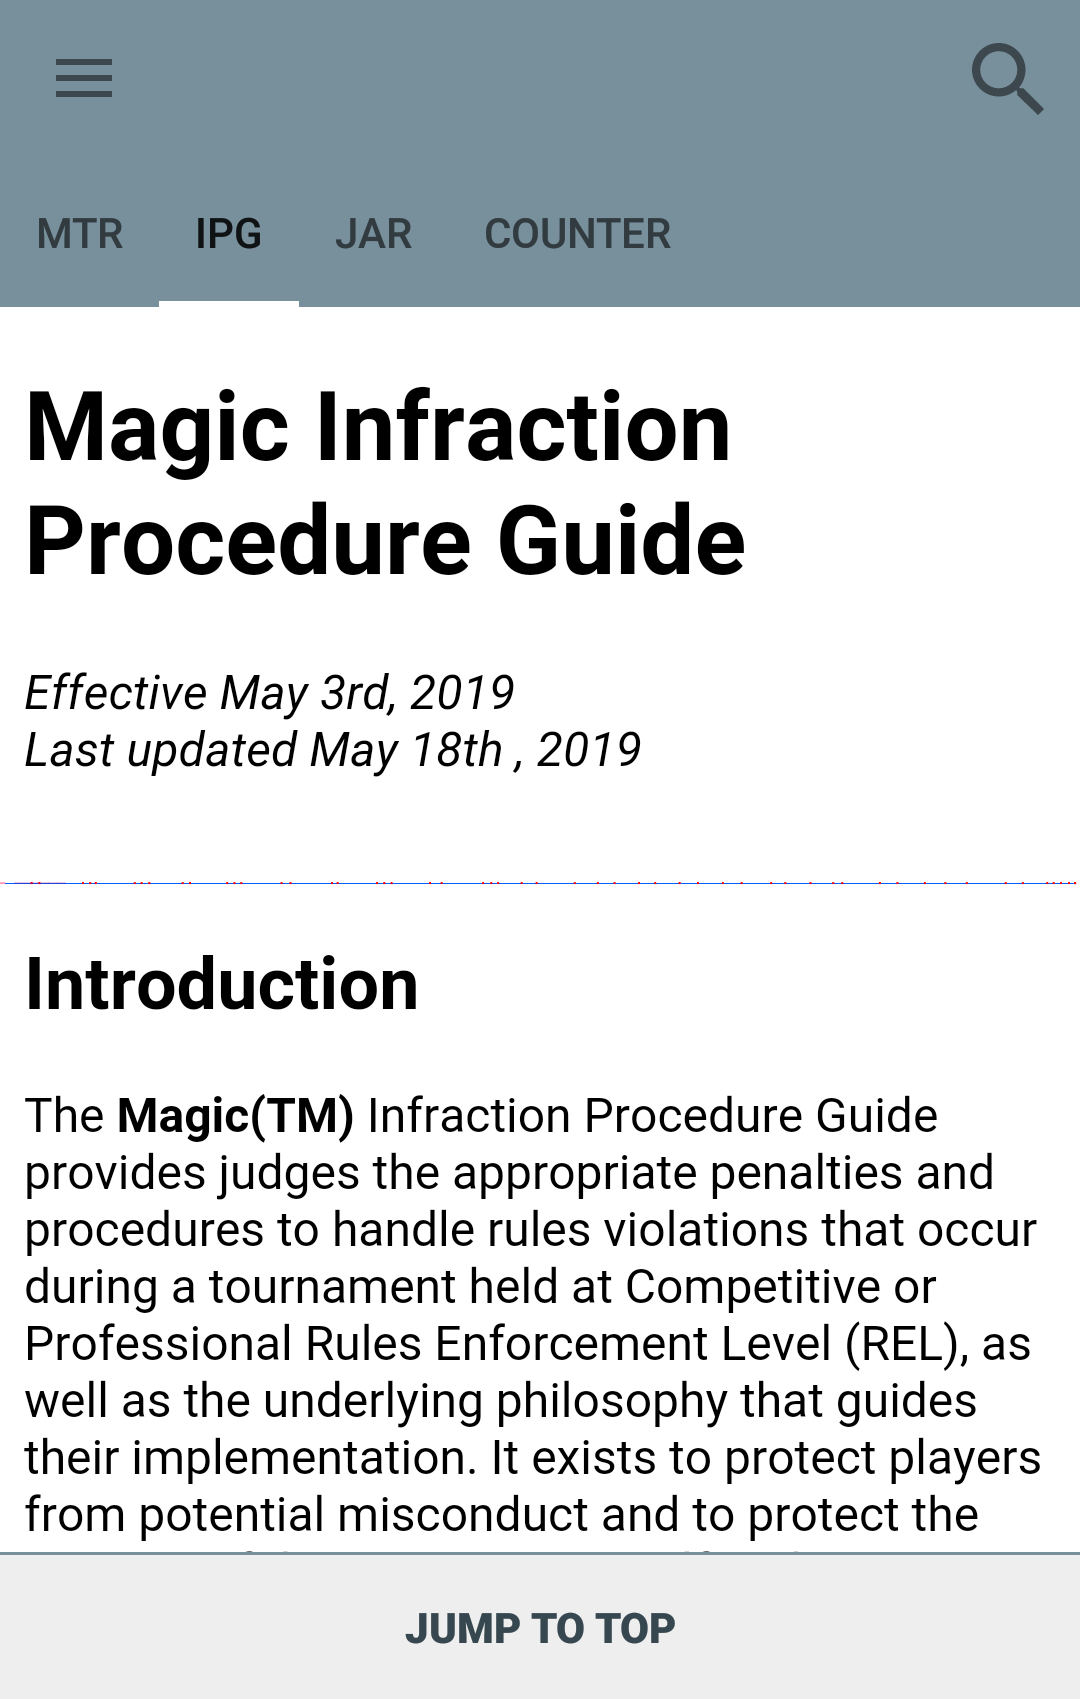 MTR IPG JAR COUNTER
Magic Infraction
Procedure Guide
Effective May 3rd, 2019
Last updated May 18th , 2019
Introduction
The Magic(TM) Infraction Procedure Guide
provides judges the appropriate penalties and
procedures to handle rules violations that occur
during a tournament held at Competitive or
Professional Rules Enforcement Level (REL), as
well as the underlying philosophy that guides
their implementation. It exists to protect players
from potential misconduct and to protect the
JUMP TO TOP